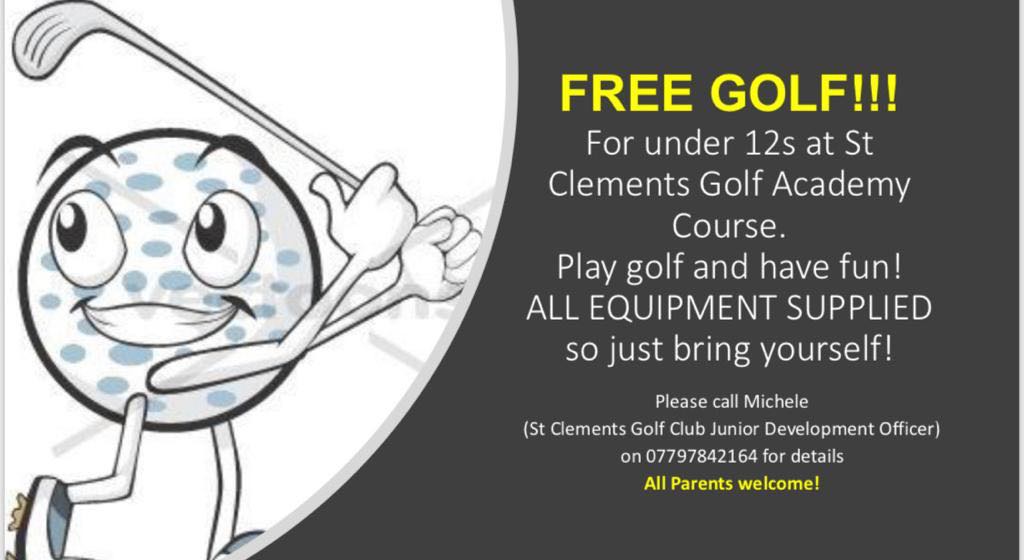 FREE GOLF!!!
For under 12s at St
Clements Golf Academy
Course.
Play golf and have fun!
ALL EQUIPMENT SUPPLIED
so just bring yourself!
Please call Michele
(St Clements Golf Club Junior Development Officer)
on 07797842164 for details
All Parents welcome!